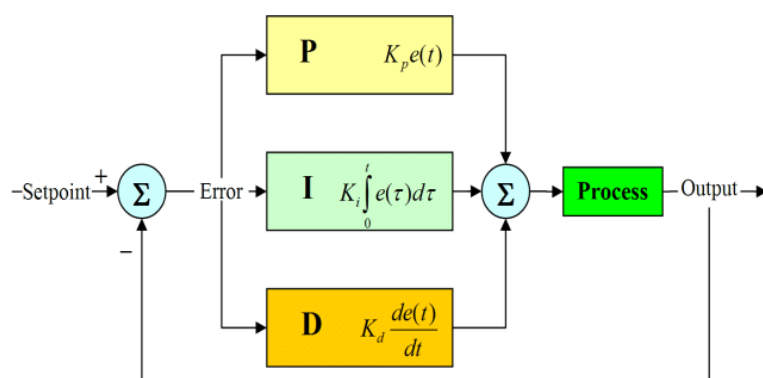 P K_p e(t)
+
Setpoint
Σ
Error
I K_i ∫_0^t e(τ)dτ
Σ
Process
Output
−
D K_d de(t)/dt